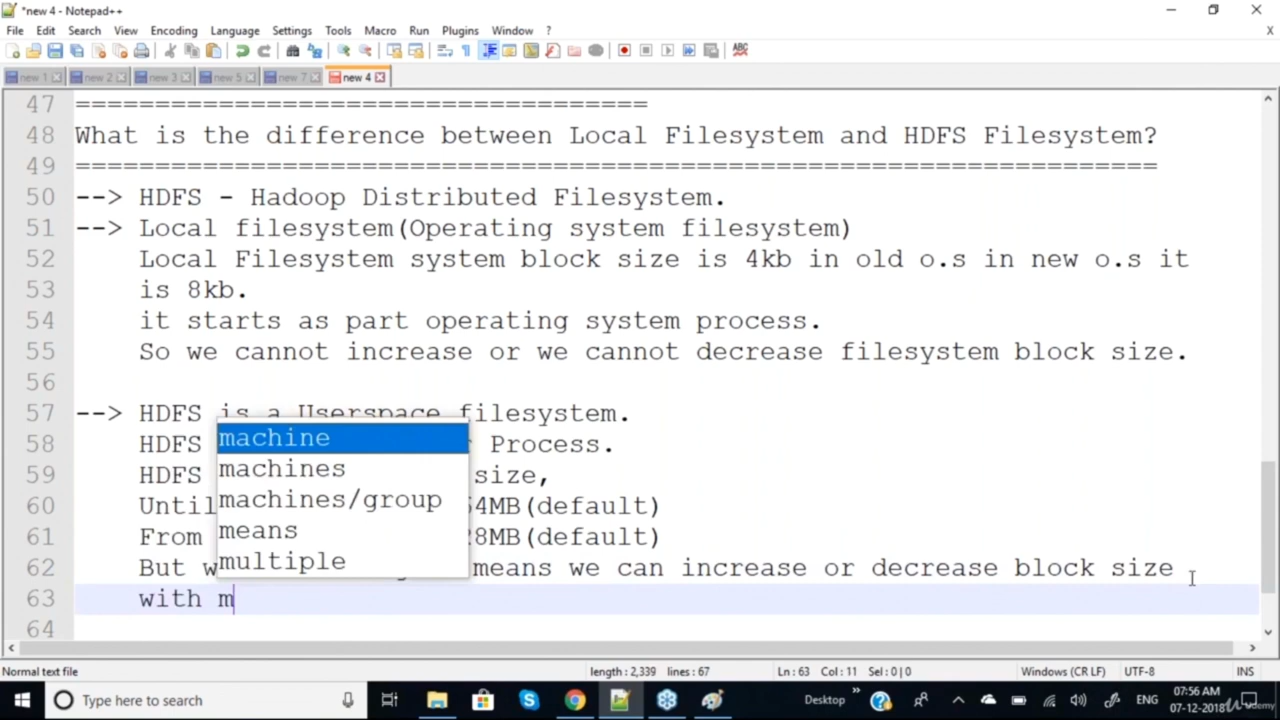 *new 4 - Notepad++
File Edit Search View Encoding Language Settings Tools Macro Run Plugins Window ?
X
new 1 new 2 new 3 new 5 new 7 new 4
47 ====================================
48 What is the difference between Local Filesystem and HDFS Filesystem?
49 ====================================================================
50 --> HDFS - Hadoop Distributed Filesystem.
51 --> Local filesystem(Operating system filesystem)
52 Local Filesystem system block size is 4kb in old o.s in new o.s it
53 is 8kb.
54 it starts as part operating system process.
55 So we cannot increase or we cannot decrease filesystem block size.
56
57 --> HDFS is a Userspace filesystem.
58 HDFS Process.
59 HDFS size,
60 Until 64MB(default)
61 From 28MB(default)
62 But w means we can increase or decrease block size
63 with m
64
machine
machines
machines/group
means
multiple
Normal text file length : 2,339 lines : 67 Ln : 63 Col : 11 Sel : 0 | 0 Windows (CR LF) UTF-8 INS
Type here to search Desktop ENG 07:56 AM
07-12-2018
Udemy